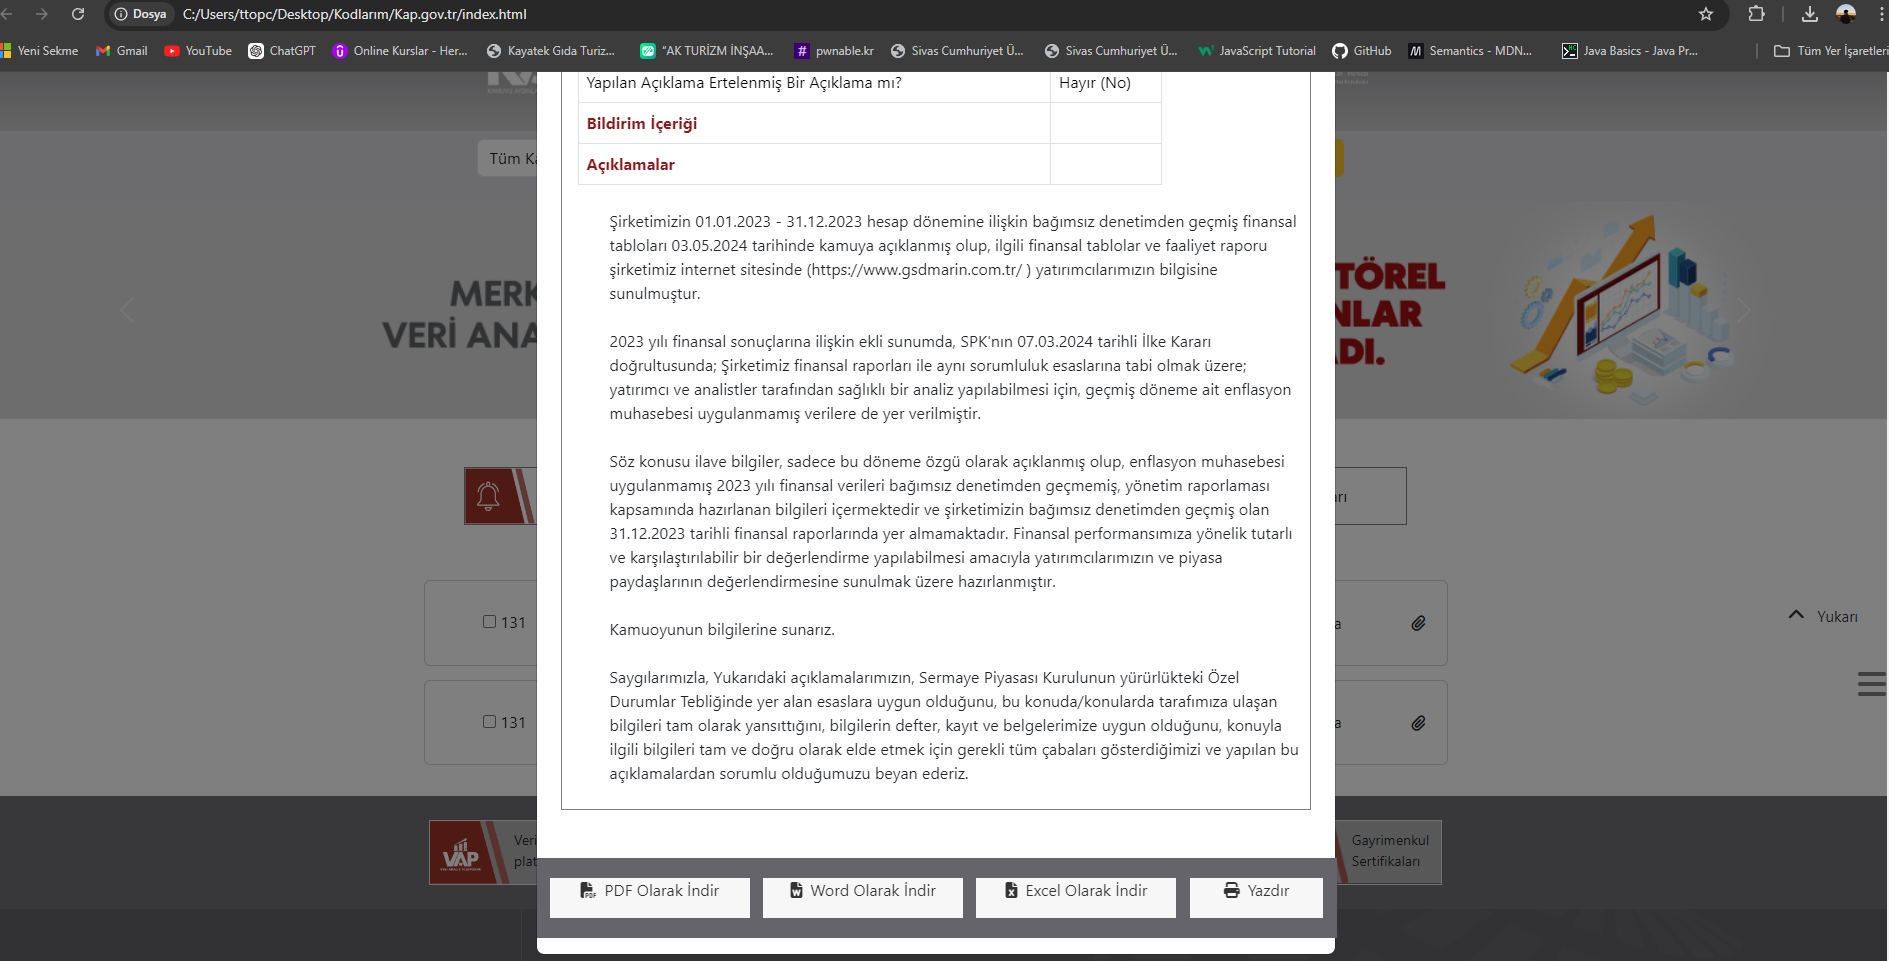 Dosya
C:/Users/ttopc/Desktop/Kodlarım/Kap.gov.tr/index.html
Yeni Sekme
Gmail
YouTube
ChatGPT
Online Kurslar - Her...
Kayatek Gıda Turiz...
“AK TURİZM İNŞAA...
pwnable.kr
Sivas Cumhuriyet Ü...
Sivas Cumhuriyet Ü...
JavaScript Tutorial
GitHub
Semantics - MDN...
Java Basics - Java Pr...
Tüm Yer İşaretleri
Yapılan Açıklama Ertelenmiş Bir Açıklama mı?
Hayır (No)
Bildirim İçeriği
Açıklamalar
Tüm Ka
MERK
VERİ ANA
TÖREL
NLAR
DI.
Şirketimizin 01.01.2023 - 31.12.2023 hesap dönemine ilişkin bağımsız denetimden geçmiş finansal
tabloları 03.05.2024 tarihinde kamuya açıklanmış olup, ilgili finansal tablolar ve faaliyet raporu
şirketimiz internet sitesinde (https://www.gsdmarin.com.tr/ ) yatırımcılarımızın bilgisine
sunulmuştur.
2023 yılı finansal sonuçlarına ilişkin ekli sunumda, SPK'nın 07.03.2024 tarihli İlke Kararı
doğrultusunda; Şirketimiz finansal raporları ile aynı sorumluluk esaslarına tabi olmak üzere;
yatırımcı ve analistler tarafından sağlıklı bir analiz yapılabilmesi için, geçmiş döneme ait enflasyon
muhasebesi uygulanmamış verilere de yer verilmiştir.
Söz konusu ilave bilgiler, sadece bu döneme özgü olarak açıklanmış olup, enflasyon muhasebesi
uygulanmamış 2023 yılı finansal verileri bağımsız denetimden geçmemiş, yönetim raporlaması
kapsamında hazırlanan bilgileri içermektedir ve şirketimizin bağımsız denetimden geçmiş olan
31.12.2023 tarihli finansal raporlarında yer almamaktadır. Finansal performansımıza yönelik tutarlı
ve karşılaştırılabilir bir değerlendirme yapılabilmesi amacıyla yatırımcılarımızın ve piyasa
paydaşlarının değerlendirmesine sunulmak üzere hazırlanmıştır.
Kamuoyunun bilgilerine sunarız.
Saygılarımızla, Yukarıdaki açıklamalarımızın, Sermaye Piyasası Kurulunun yürürlükteki Özel
Durumlar Tebliğinde yer alan esaslara uygun olduğunu, bu konuda/konularda tarafımıza ulaşan
bilgileri tam olarak yansıttığını, bilgilerin defter, kayıt ve belgelerimize uygun olduğunu, konuyla
ilgili bilgileri tam ve doğru olarak elde etmek için gerekli tüm çabaları gösterdiğimizi ve yapılan bu
açıklamalardan sorumlu olduğumuzu beyan ederiz.
131
131
Yukarı
VAP
Veri
plat
Gayrimenkul
Sertifikaları
PDF Olarak İndir
Word Olarak İndir
Excel Olarak İndir
Yazdır